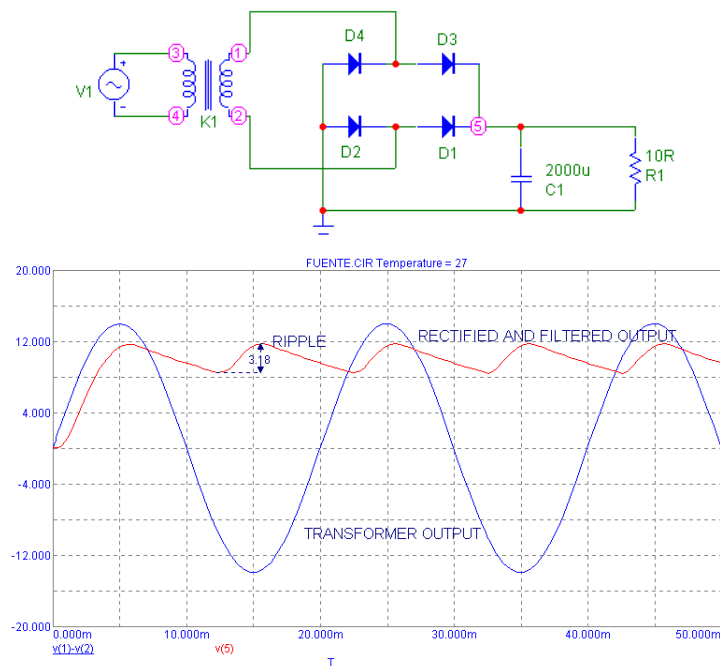 D4
D3
3
1
V1
+
-
4
K1
2
5
D2
D1
2000u
C1
10R
R1
FUENTE.CIR Temperature = 27
20.000
12.000
4.000
-4.000
-12.000
-20.000
RIPPLE
3.18
RECTIFIED AND FILTERED OUTPUT
TRANSFORMER OUTPUT
0.000m
10.000m
20.000m
30.000m
40.000m
50.000m
v(1)-v(2)
v(5)
T